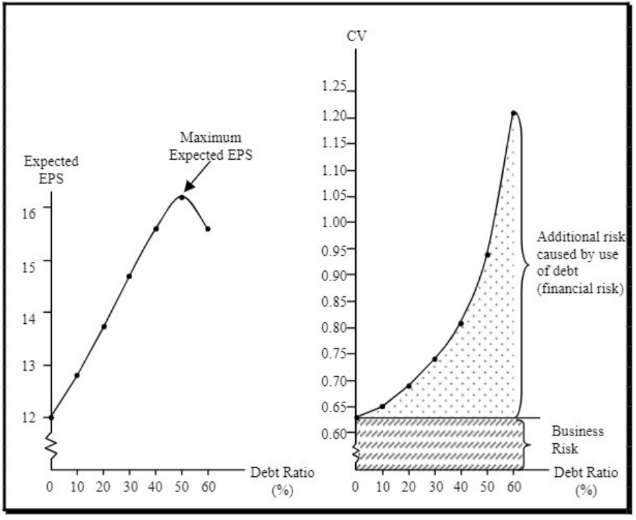 Maximum
Expected EPS
Expected
EPS
16
15
14
13
12
0 10 20 30 40 50 60
Debt Ratio
(%)
CV
1.25
1.20
1.15
1.10
1.05
1.00
0.95
0.90
0.85
0.80
0.75
0.70
0.65
0.60
Additional risk
caused by use
of debt
(financial risk)
Business
Risk
0 10 20 30 40 50 60
Debt Ratio
(%)